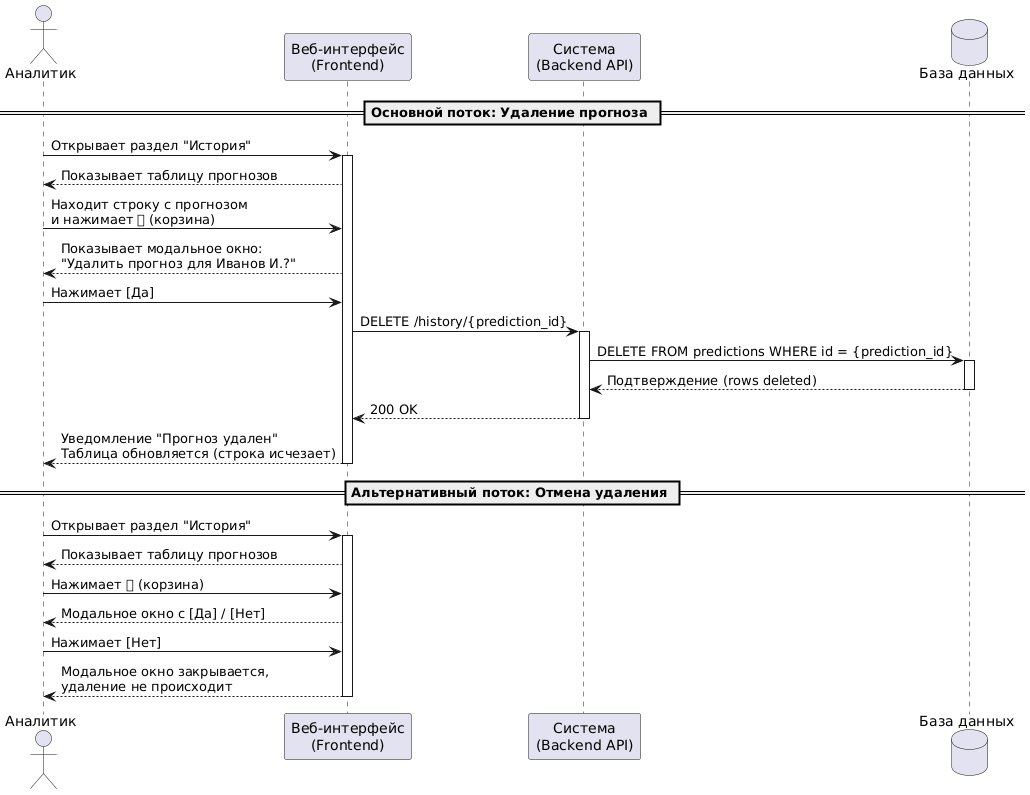 Аналитик
Веб-интерфейс
(Frontend)
Система
(Backend API)
База данных
Основной поток: Удаление прогноза
Открывает раздел "История"
Показывает таблицу прогнозов
Находит строку с прогнозом
и нажимает 🗑 (корзина)
Показывает модальное окно:
"Удалить прогноз для Иванов И.?"
Нажимает [Да]
DELETE /history/{prediction_id}
DELETE FROM predictions WHERE id = {prediction_id}
Подтверждение (rows deleted)
200 OK
Уведомление "Прогноз удален"
Таблица обновляется (строка исчезает)
Альтернативный поток: Отмена удаления
Открывает раздел "История"
Показывает таблицу прогнозов
Нажимает 🗑 (корзина)
Модальное окно с [Да] / [Нет]
Нажимает [Нет]
Модальное окно закрывается,
удаление не происходит
Аналитик
Веб-интерфейс
(Frontend)
Система
(Backend API)
База данных